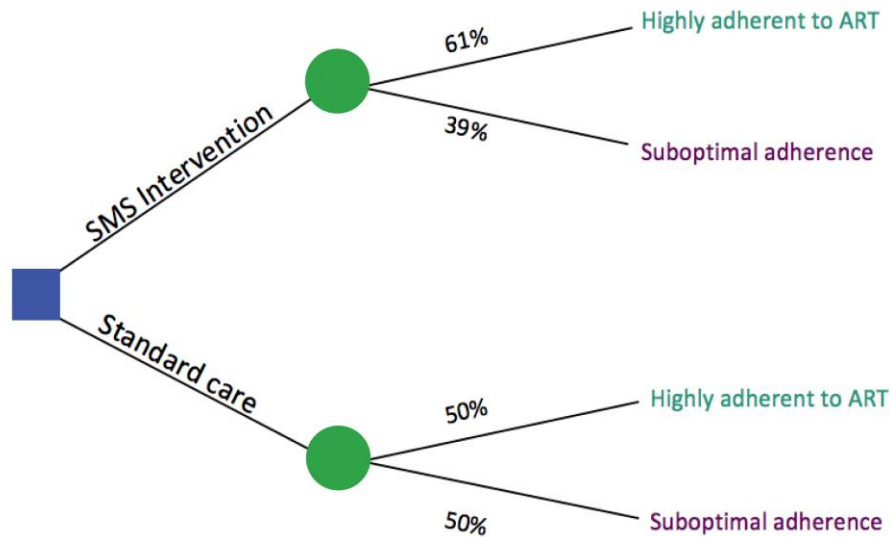 61%
Highly adherent to ART
39%
Suboptimal adherence
SMS Intervention
Standard care
50%
Highly adherent to ART
50%
Suboptimal adherence